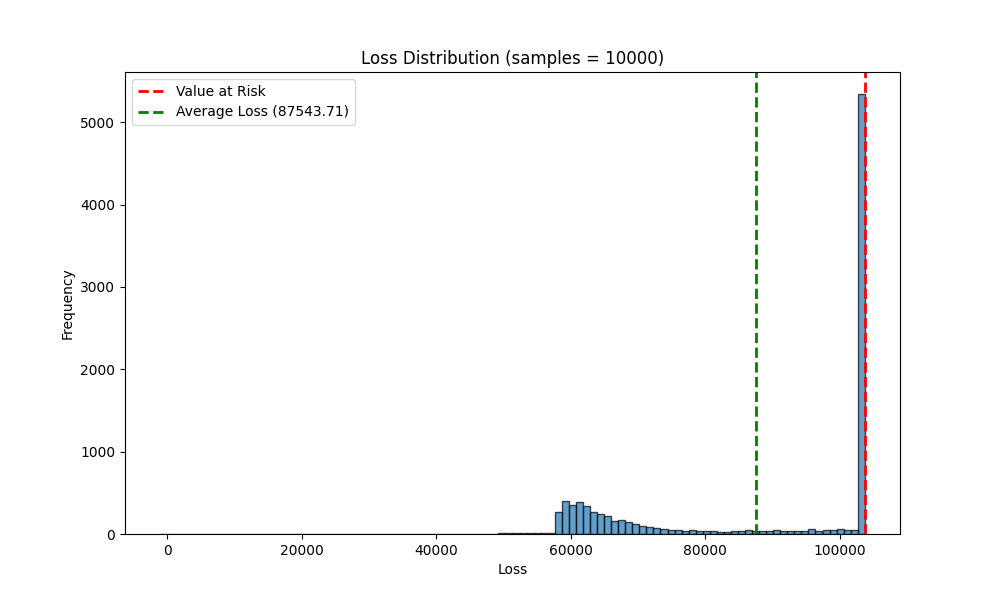 Loss Distribution (samples = 10000)
Value at Risk
Average Loss (87543.71)
Frequency
5000
4000
3000
2000
1000
0
0 20000 40000 60000 80000 100000
Loss